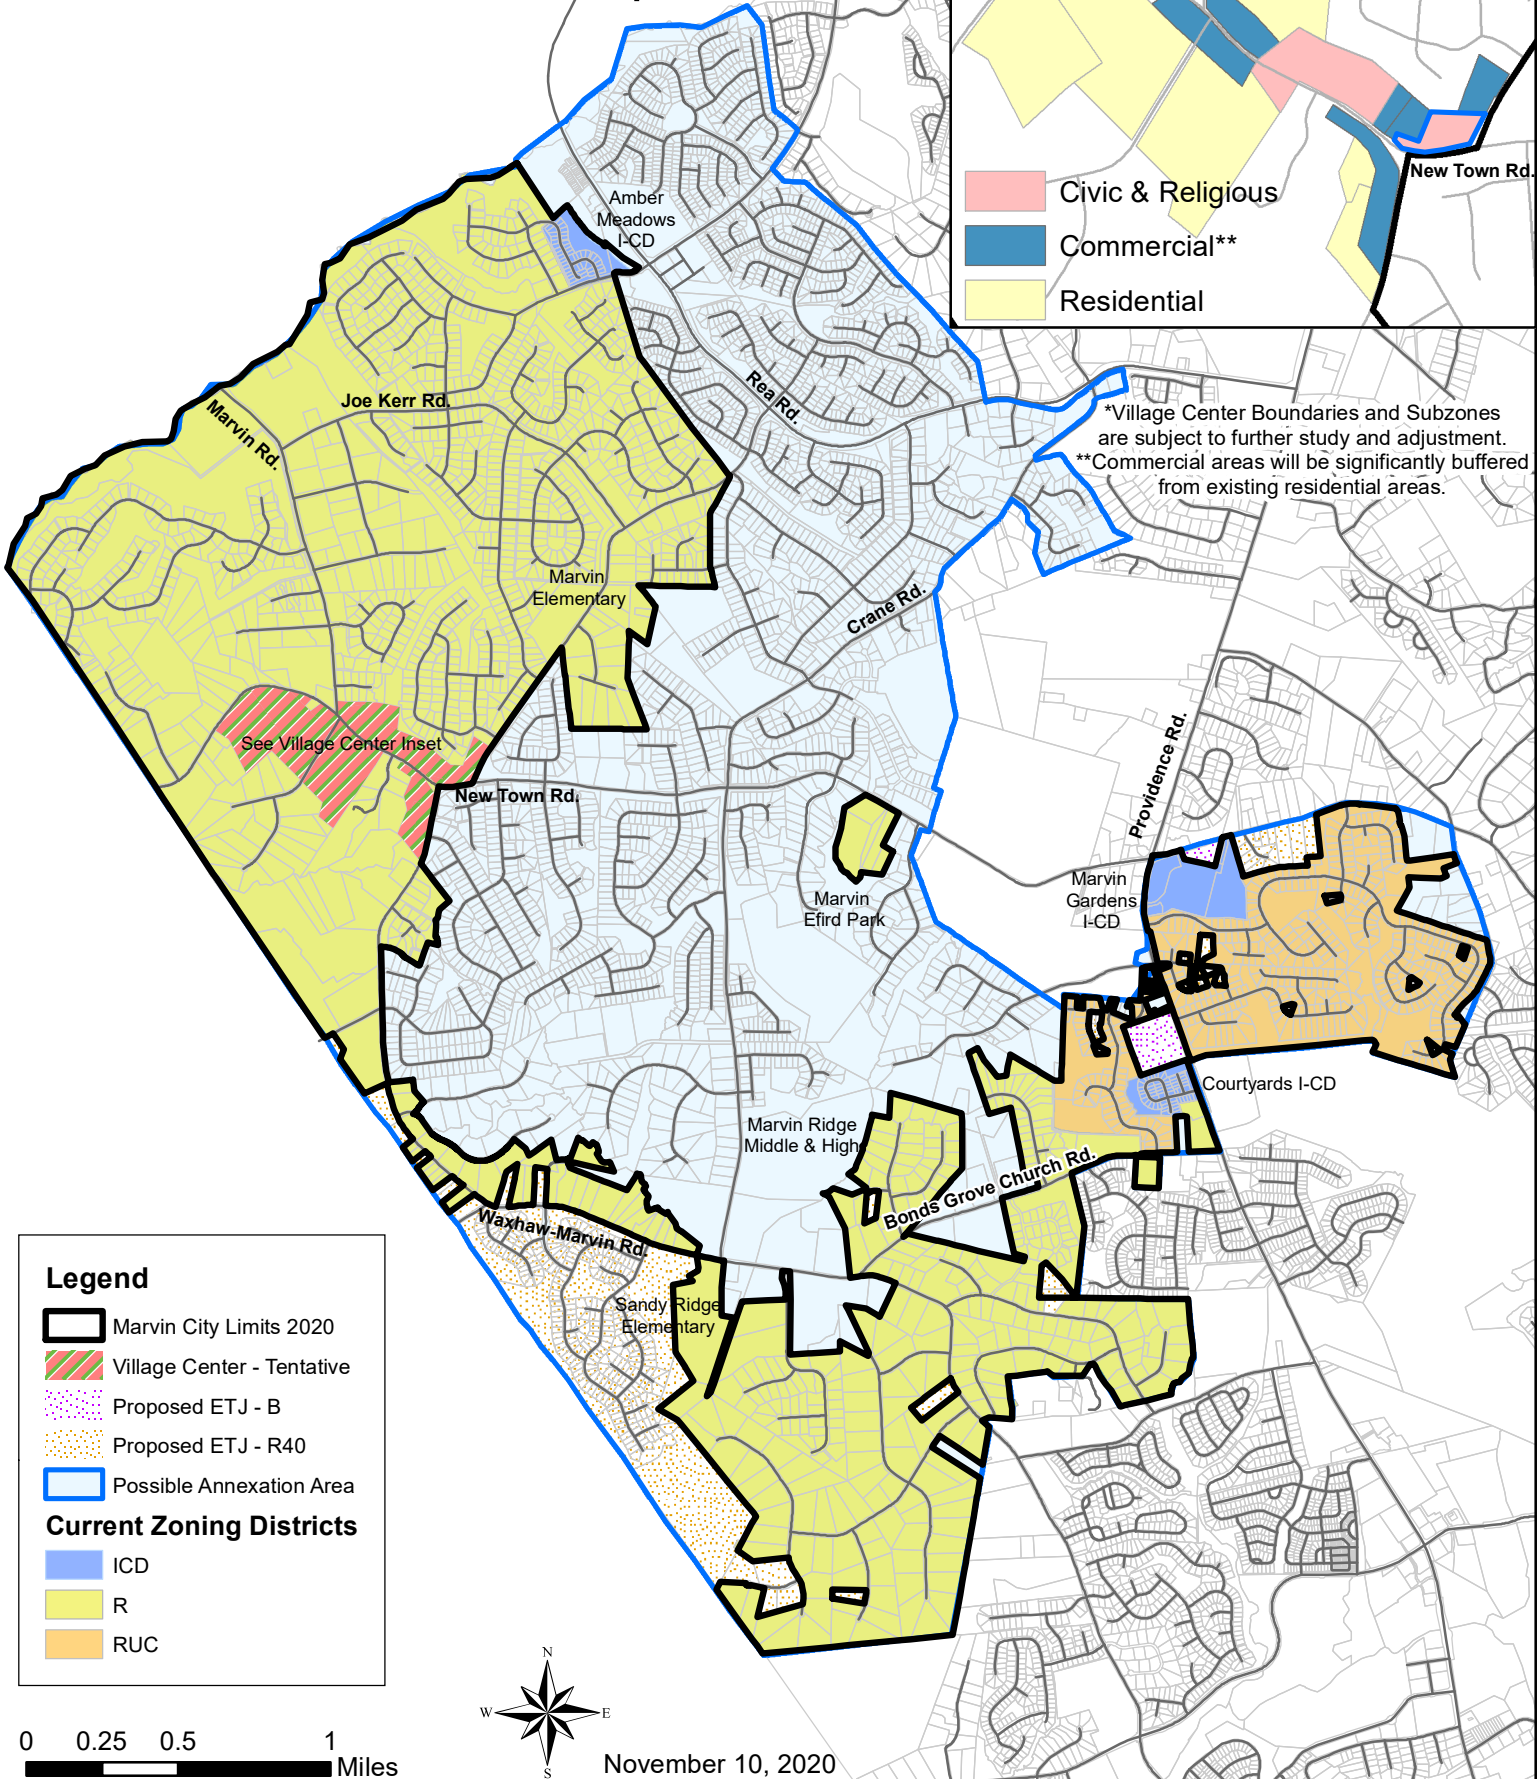 New Town Rd.
Civic & Religious
Commercial**
Residential
Amber
Meadows
I-CD
Rea Rd.
Joe Kerr Rd.
Marvin Rd.
*Village Center Boundaries and Subzones
are subject to further study and adjustment.
**Commercial areas will be significantly buffered
from existing residential areas.
Marvin
Elementary
Crane Rd.
See Village Center Inset
New Town Rd.
Providence Rd.
Marvin
Efird Park
Marvin
Gardens
I-CD
Courtyards I-CD
Marvin Ridge
Middle & High
Bonds Grove Church Rd.
Waxhaw-Marvin Rd.
Sandy Ridge
Elementary
Legend
Marvin City Limits 2020
Village Center - Tentative
Proposed ETJ - B
Proposed ETJ - R40
Possible Annexation Area
Current Zoning Districts
ICD
R
RUC
N
W
E
S
0 0.25 0.5 1
Miles
November 10, 2020